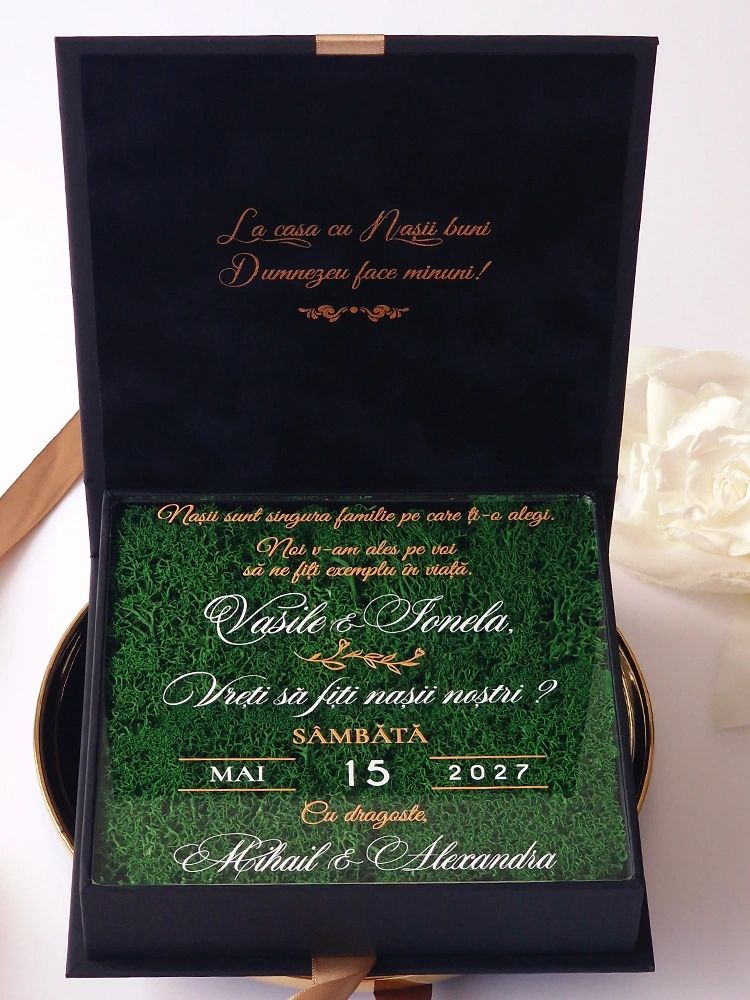 La casa cu Nașii buni
Dumnezeu face minuni!
Nașii sunt singura familie pe care ți-o alegi.
Noi v-am ales pe voi
să ne fiți exemplu în viață.
Vasile & Ionela,
Vreți să fiți nașii noștri ?
SÂMBĂTĂ
MAI 15 2027
Cu dragoste,
Mihail & Alexandra